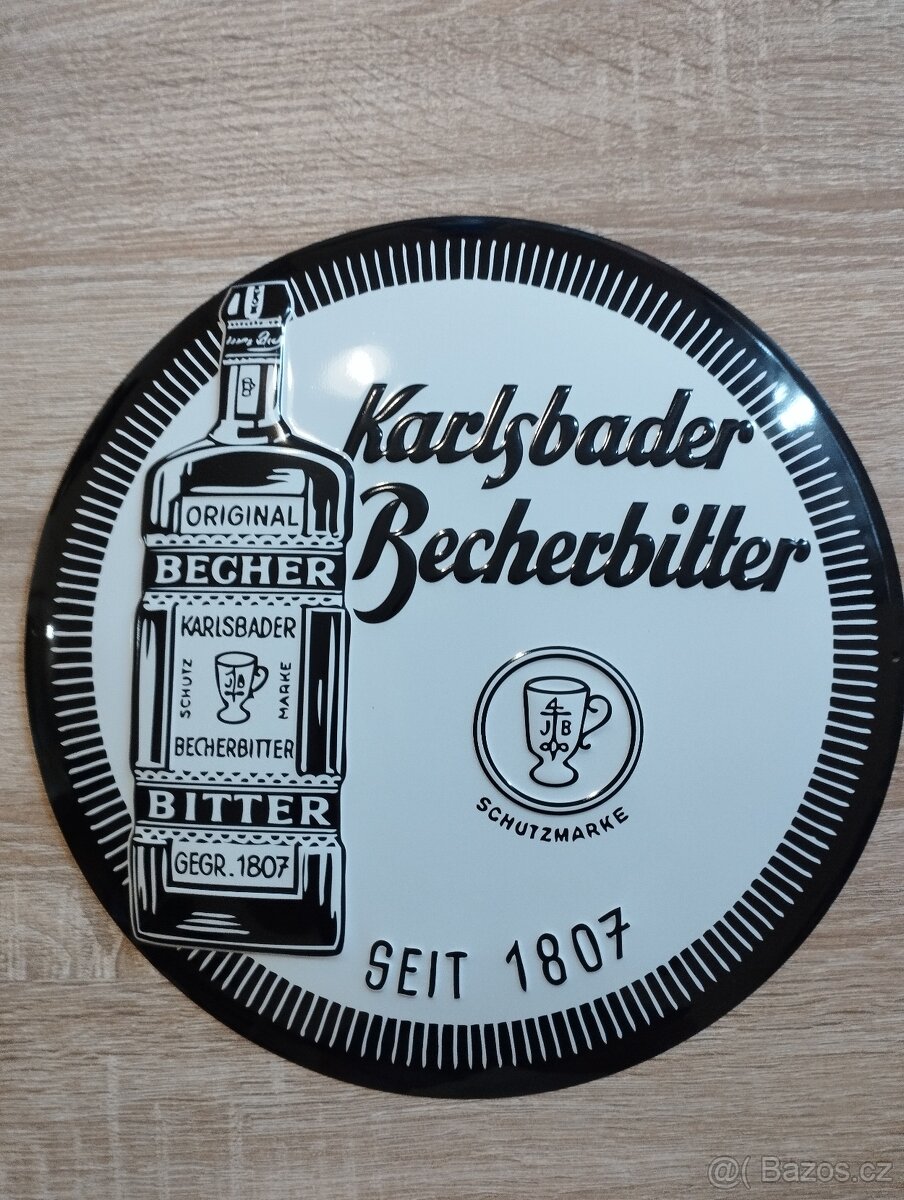 Karlsbader
Becherbitter
ORIGINAL
BECHER
KARLSBADER
SCHUTZ
MARKE
JB
BECHERBITTER
BITTER
GEGR. 1807
JB
SCHUTZMARKE
SEIT 1807
@( Bazos.cz